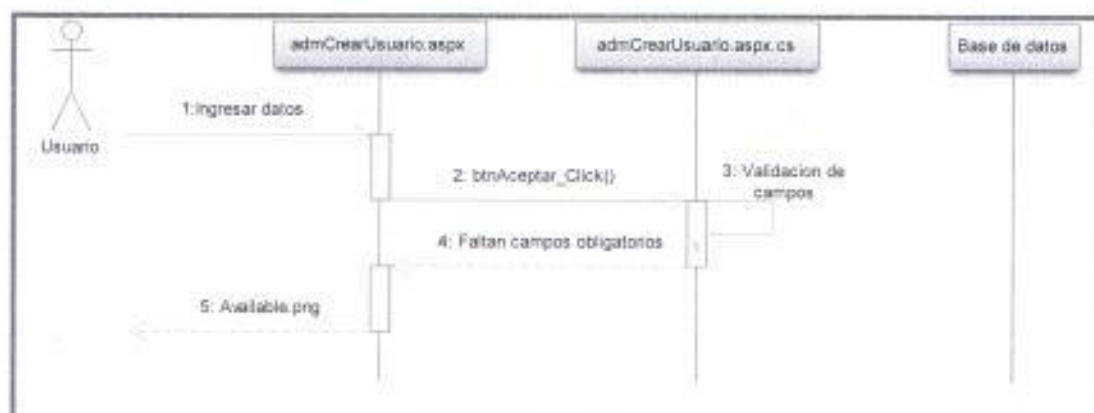 admCrearUsuario.aspx
admCrearUsuario.aspx.cs
Base de datos
Usuario
1:Ingresar datos
2: btnAceptar_Click()
3: Validacion de
campos
4: Faltan campos obligatorios
5: Available.png